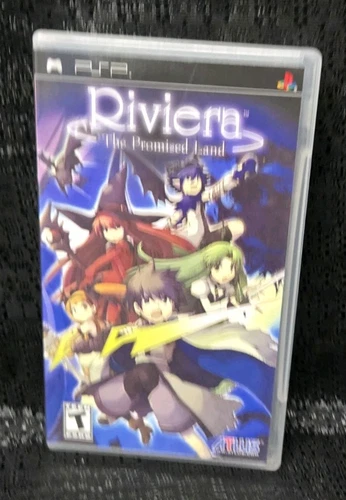 PSP
Riviera
The Promised Land
T
ATLUS